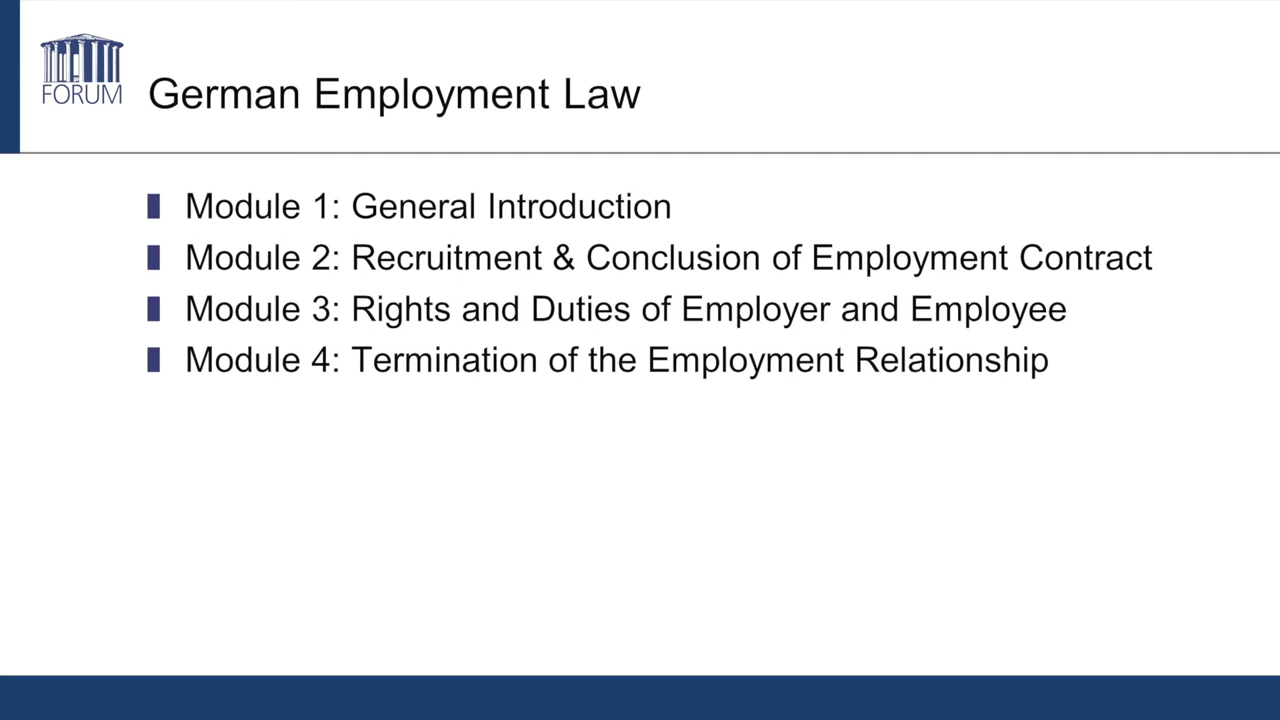 FORUM
German Employment Law
Module 1: General Introduction
Module 2: Recruitment & Conclusion of Employment Contract
Module 3: Rights and Duties of Employer and Employee
Module 4: Termination of the Employment Relationship